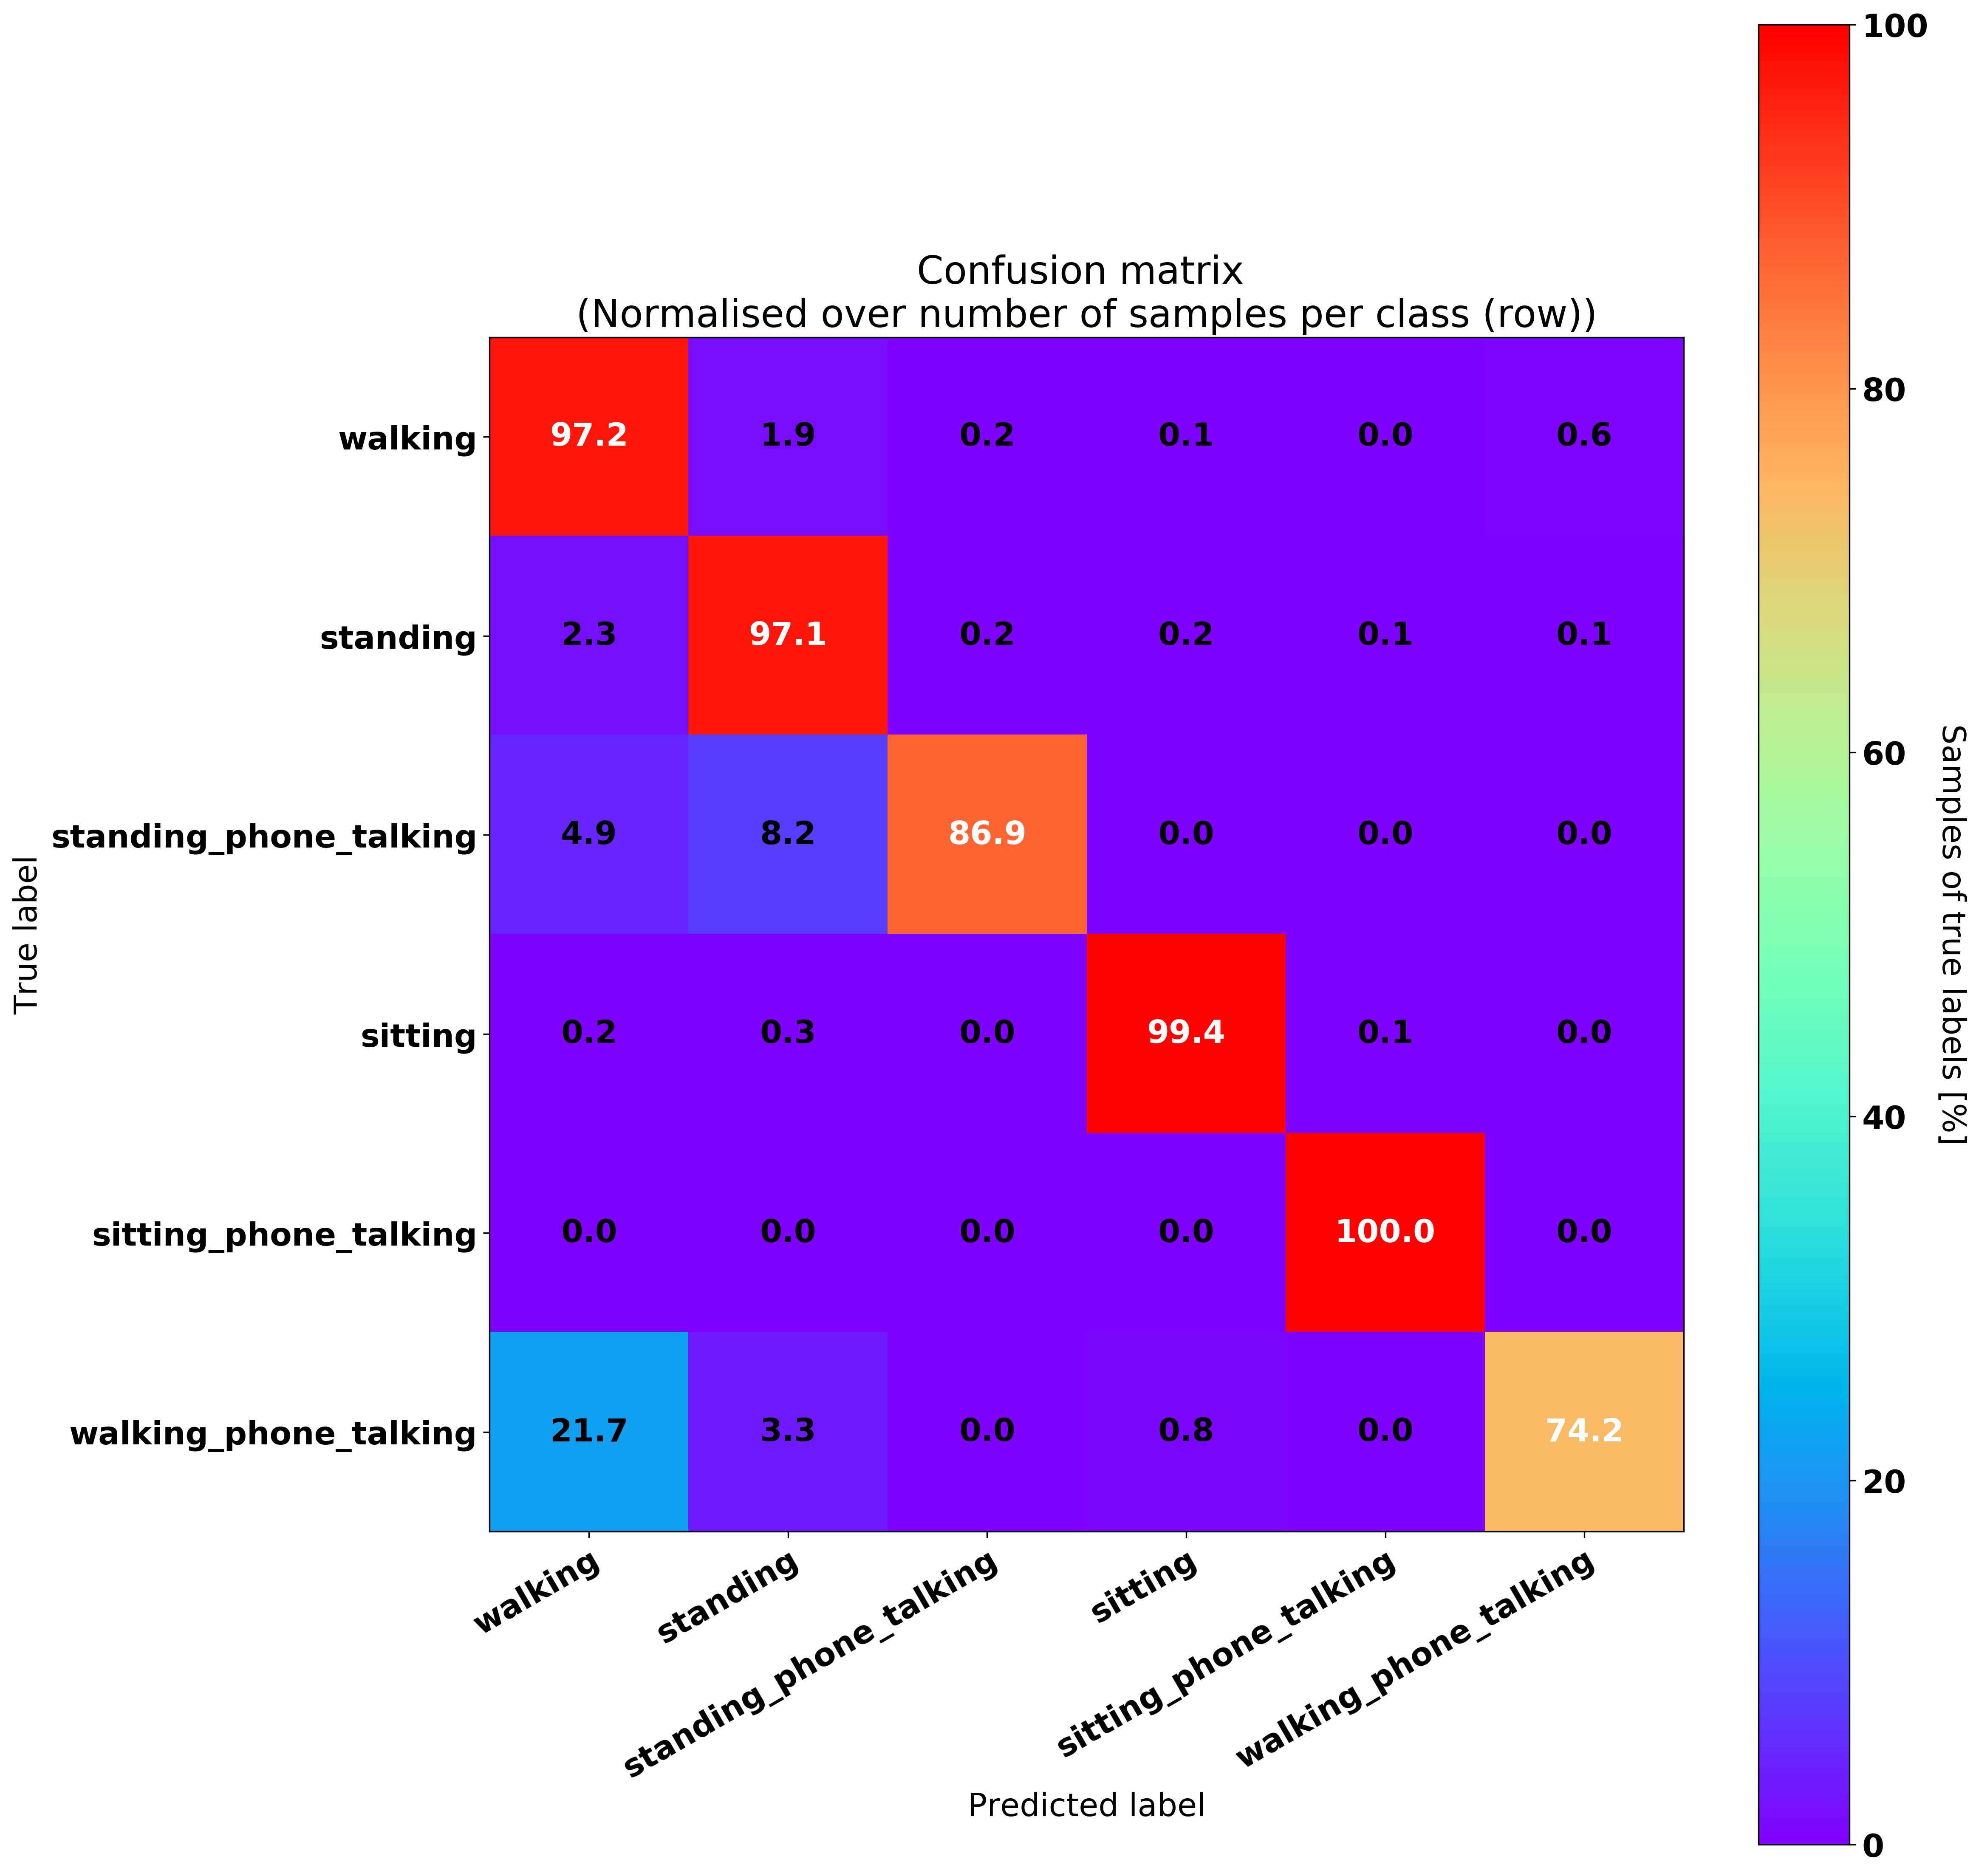 Confusion matrix
(Normalised over number of samples per class (row))
walking 97.2 1.9 0.2 0.1 0.0 0.6
standing 2.3 97.1 0.2 0.2 0.1 0.1
standing_phone_talking 4.9 8.2 86.9 0.0 0.0 0.0
sitting 0.2 0.3 0.0 99.4 0.1 0.0
sitting_phone_talking 0.0 0.0 0.0 0.0 100.0 0.0
walking_phone_talking 21.7 3.3 0.0 0.8 0.0 74.2
True label
walking
standing
standing_phone_talking
sitting
sitting_phone_talking
walking_phone_talking
Predicted label
100
80
60
40
20
0
Samples of true labels [%]